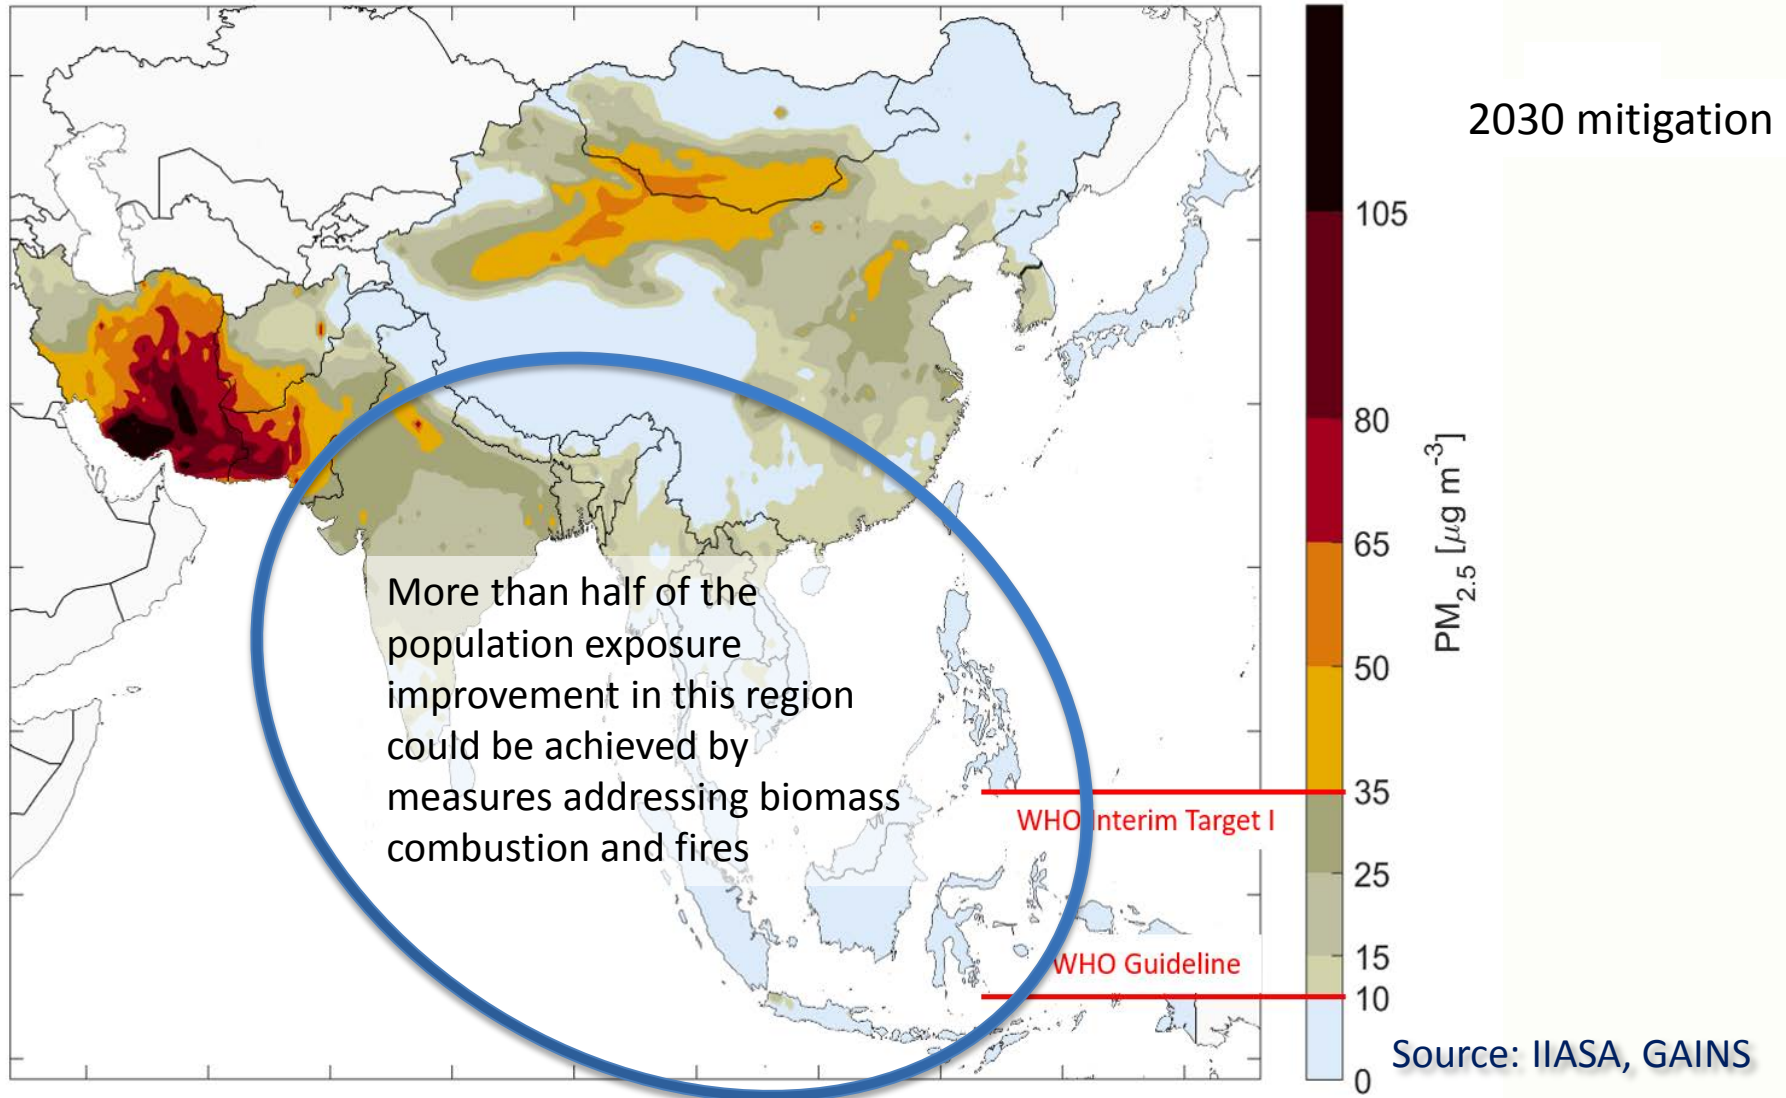 2030 mitigation
105
80
65
50
35
25
15
10
0
PM2.5 [μg m-3]
More than half of the
population exposure
improvement in this region
could be achieved by
measures addressing biomass
combustion and fires
WHO Interim Target I
WHO Guideline
Source: IIASA, GAINS